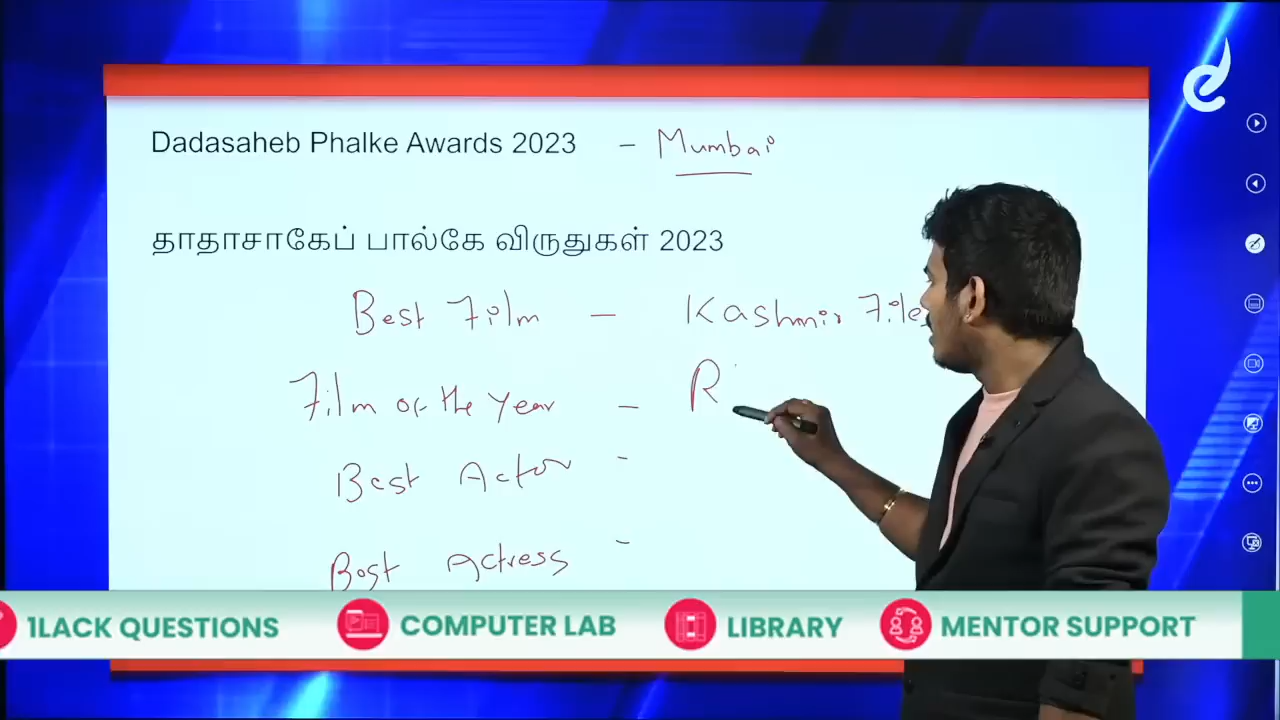 Dadasaheb Phalke Awards 2023 - Mumbai
தாதாசாகேப் பால்கே விருதுகள் 2023
Best Film - Kashmir Files
Film of the Year - R
Best Actor -
Best Actress -
1LACK QUESTIONS COMPUTER LAB LIBRARY MENTOR SUPPORT